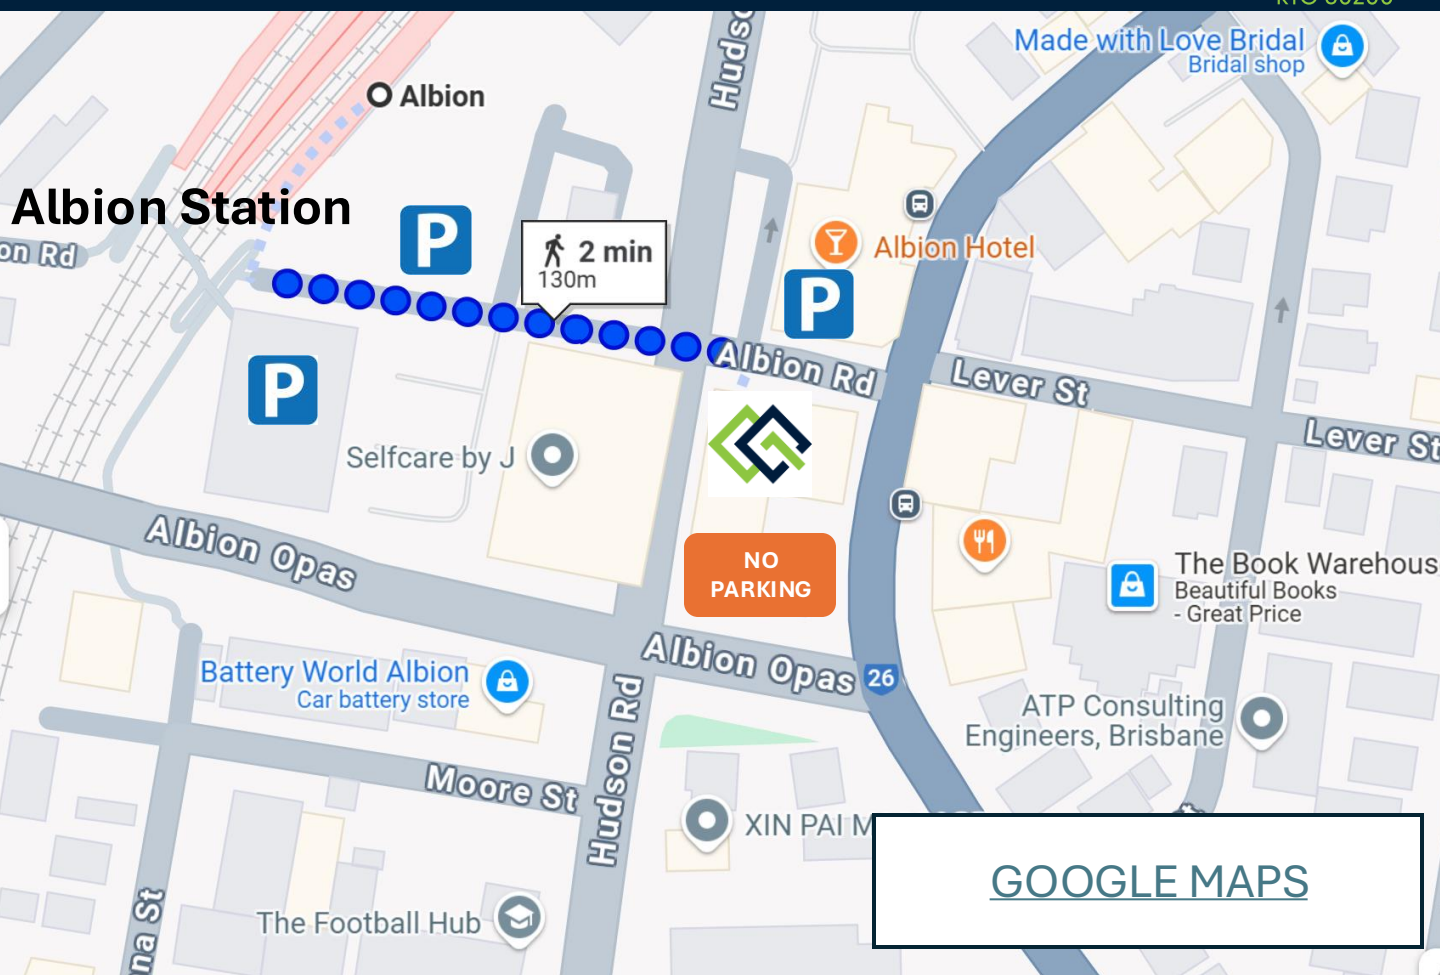 Made with Love Bridal
Bridal shop
Albion
Albion Station
on Rd
P
2 min
130m
Albion Hotel
P
Albion Rd
Lever St
Lever St
P
Selfcare by J
Albion Opas
NO
PARKING
The Book Warehous
Beautiful Books
- Great Price
Albion Opas
26
Battery World Albion
Car battery store
Hudson Rd
ATP Consulting
Engineers, Brisbane
Moore St
XIN PAI M
GOOGLE MAPS
The Football Hub
na St
Hudso